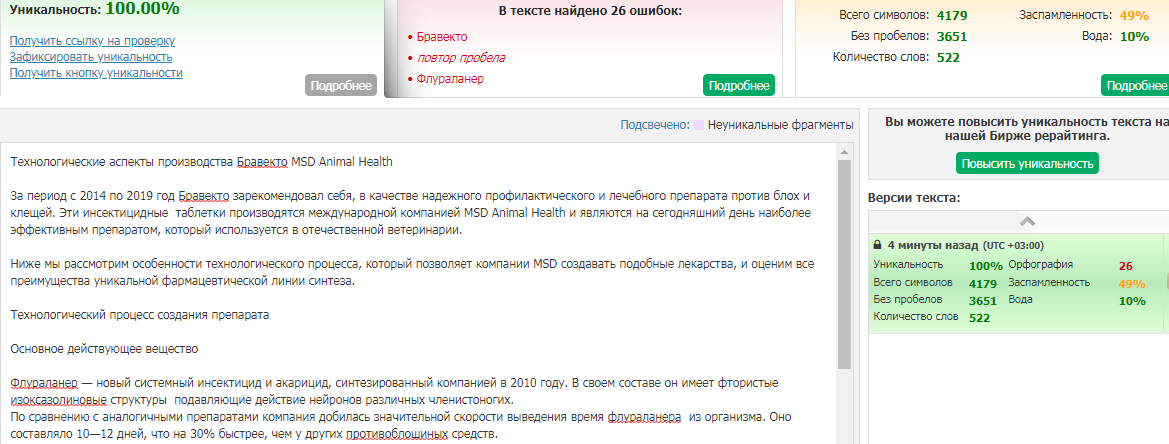 Уникальность: 100.00%
Получить ссылку на проверку
Зафиксировать уникальность
Получить кнопку уникальности
Подробнее
В тексте найдено 26 ошибок:
• Бравекто
• повтор пробела
• Флураланер
Подробнее
Всего символов: 4179 Заспамленность: 49%
Без пробелов: 3651 Вода: 10%
Количество слов: 522
Подробнее
Подсвечено: Неуникальные фрагменты
Технологические аспекты производства Бравекто MSD Animal Health
За период с 2014 по 2019 год Бравекто зарекомендовал себя, в качестве надежного профилактического и лечебного препарата против блох и
клещей. Эти инсектицидные  таблетки производятся международной компанией MSD Animal Health и являются на сегодняшний день наиболее
эффективным препаратом, который используется в отечественной ветеринарии.
Ниже мы рассмотрим особенности технологического процесса, который позволяет компании MSD создавать подобные лекарства, и оценим все
преимущества уникальной фармацевтической линии синтеза.
Технологический процесс создания препарата
Основное действующее вещество
Флураланер — новый системный инсектицид и акарицид, синтезированный компанией в 2010 году. В своем составе он имеет фтористые
изоксазолиновые структуры  подавляющие действие нейронов различных членистоногих.
По сравнению с аналогичными препаратами компания добилась значительной скорости выведения время флураланера  из организма. Оно
составляло 10—12 дней, что на 30% быстрее, чем у других противоблошиных средств.
Вы можете повысить уникальность текста на
нашей Бирже рерайтинга.
Повысить уникальность
Версии текста:
4 минуты назад (UTC +03:00)
Уникальность 100% Орфография 26
Всего символов 4179 Заспамленность 49%
Без пробелов 3651 Вода 10%
Количество слов 522